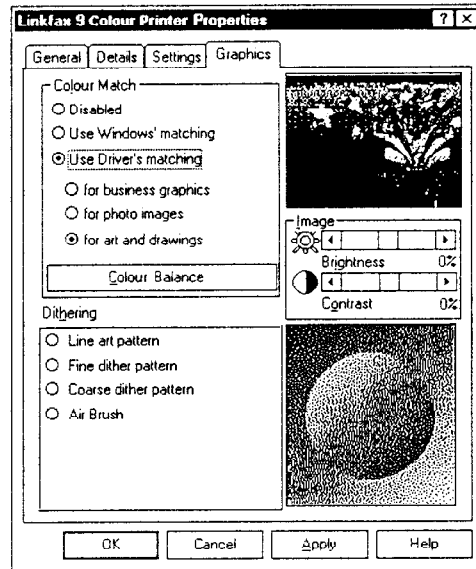 Linkfax 9 Colour Printer Properties
General Details Settings Graphics
Colour Match
Disabled
Use Windows' matching
Use Driver's matching
for business graphics
for photo images
for art and drawings
Colour Balance
Image
Brightness 0%
Contrast 0%
Dithering
Line art pattern
Fine dither pattern
Coarse dither pattern
Air Brush
OK Cancel Apply Help